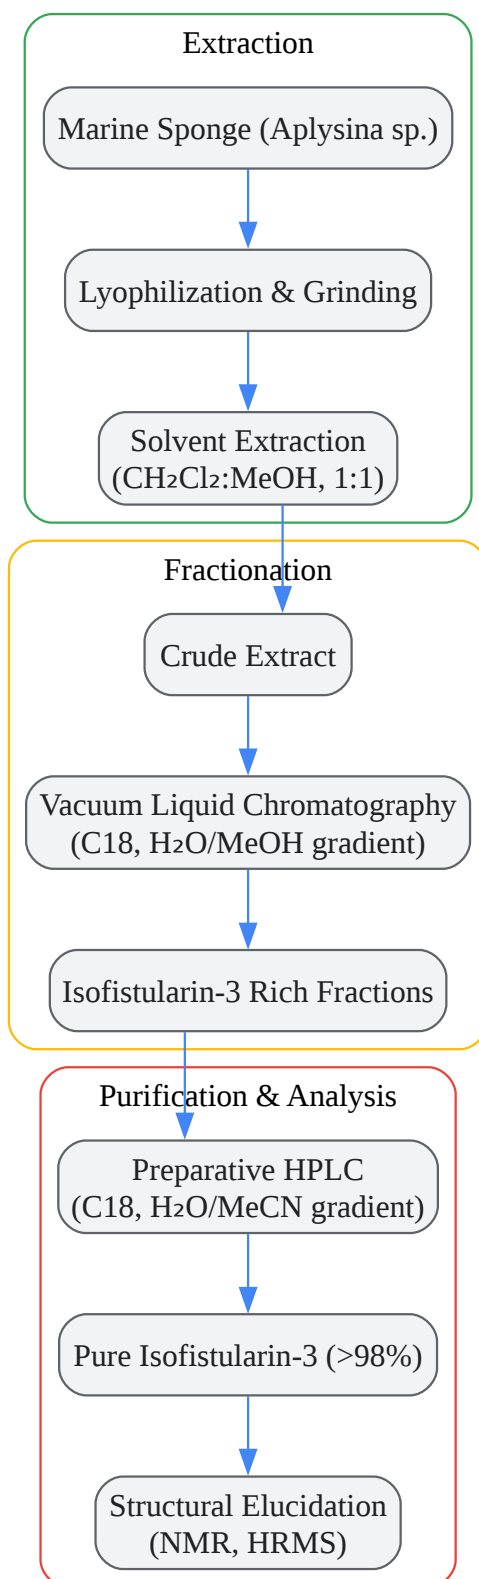 Extraction
Marine Sponge (Aplysina sp.)
Lyophilization & Grinding
Solvent Extraction
(CH₂Cl₂:MeOH, 1:1)
Fractionation
Crude Extract
Vacuum Liquid Chromatography
(C18, H₂O/MeOH gradient)
Isofistularin-3 Rich Fractions
Purification & Analysis
Preparative HPLC
(C18, H₂O/MeCN gradient)
Pure Isofistularin-3 (>98%)
Structural Elucidation
(NMR, HRMS)